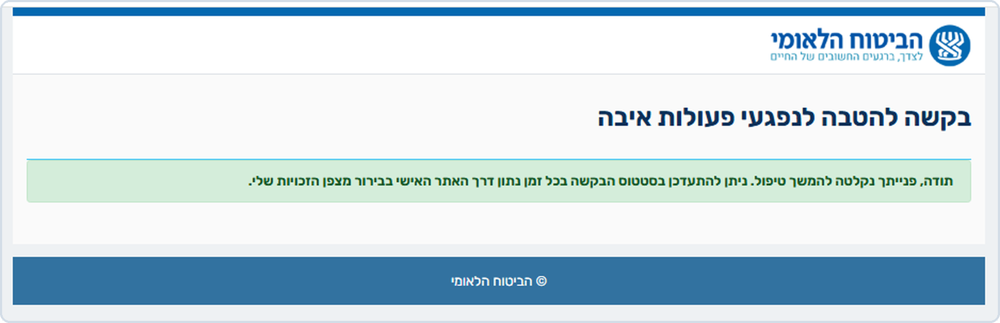 הביטוח הלאומי
לצדך, ברגעים החשובים של החיים
בקשה להטבה לנפגעי פעולות איבה
תודה, פנייתך נקלטה להמשך טיפול. ניתן להתעדכן בסטטוס הבקשה בכל זמן נתון דרך האתר האישי בבירור מצפן הזכויות שלי.
© הביטוח הלאומי